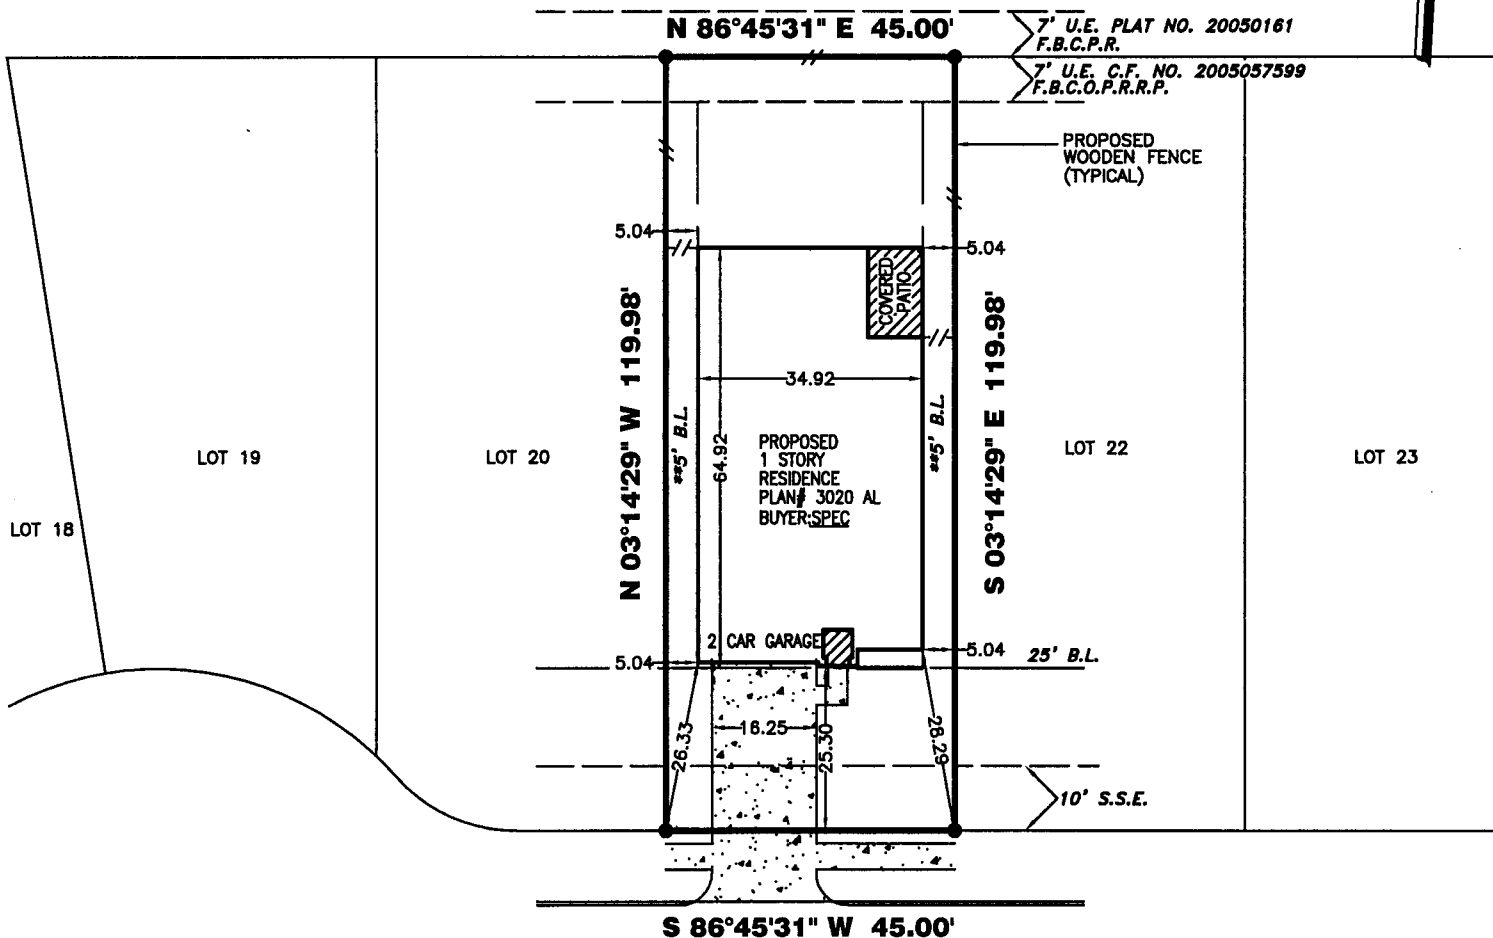 N 86°45'31" E 45.00'
7' U.E. PLAT NO. 20050161
F.B.C.P.R.
7' U.E. C.F. NO. 2005057599
F.B.C.O.P.R.R.P.
PROPOSED
WOODEN FENCE
(TYPICAL)
5.04
5.04
COVERED
PATIO
N 03°14'29" W 119.98'
S 03°14'29" E 119.98'
34.92
**5' B.L.
64.92
**5' B.L.
PROPOSED
1 STORY
RESIDENCE
PLAN# 3020 AL
BUYER:SPEC
LOT 18
LOT 19
LOT 20
LOT 22
LOT 23
2 CAR GARAGE
5.04
5.04
25' B.L.
26.33
16.25
25.30
28.29
10' S.S.E.
S 86°45'31" W 45.00'